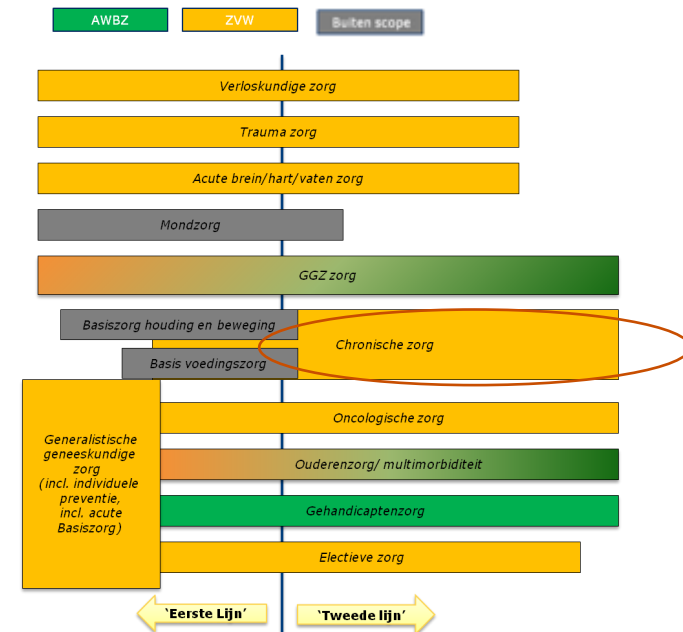 AWBZ
ZVW
Buiten scope
Verloskundige zorg
Trauma zorg
Acute brein/hart/vaten zorg
Mondzorg
GGZ zorg
Basiszorg houding en beweging
Chronische zorg
Basis voedingszorg
Oncologische zorg
Generalistische
geneeskundige
zorg
(incl. individuele
preventie,
incl. acute
Basiszorg)
Ouderenzorg/ multimorbiditeit
Gehandicaptenzorg
Electieve zorg
‘Eerste Lijn’
‘Tweede lijn’